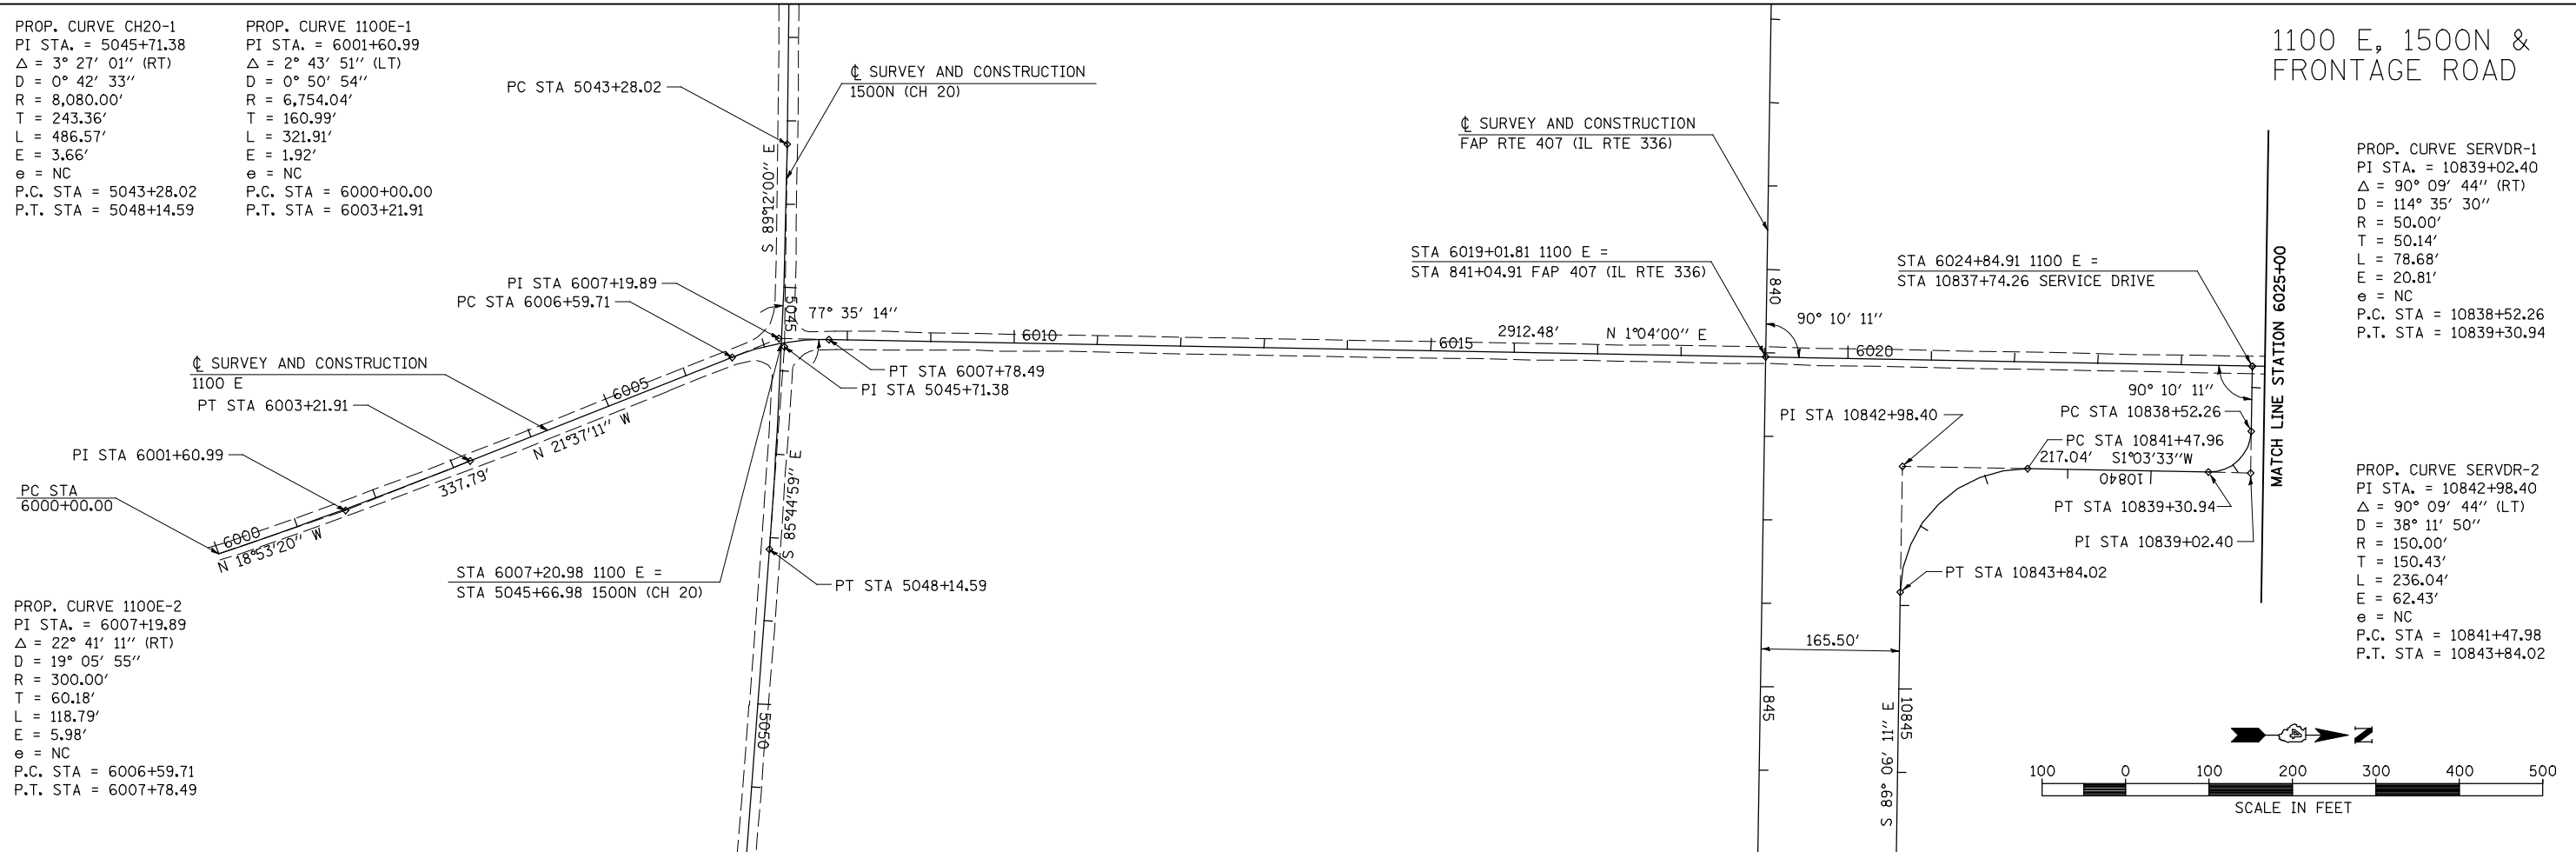 PROP. CURVE CH20-1
PI STA. = 5045+71.38
Δ = 3° 27' 01'' (RT)
D = 0° 42' 33''
R = 8,080.00'
T = 243.36'
L = 486.57'
E = 3.66'
e = NC
P.C. STA = 5043+28.02
P.T. STA = 5048+14.59
PROP. CURVE 1100E-1
PI STA. = 6001+60.99
Δ = 2° 43' 51'' (LT)
D = 0° 50' 54''
R = 6,754.04'
T = 160.99'
L = 321.91'
E = 1.92'
e = NC
P.C. STA = 6000+00.00
P.T. STA = 6003+21.91
PC STA 5043+28.02
℄ SURVEY AND CONSTRUCTION
1500N (CH 20)
S 89°12'00'' E
℄ SURVEY AND CONSTRUCTION
FAP RTE 407 (IL RTE 336)
1100 E, 1500N &
FRONTAGE ROAD
PROP. CURVE SERVDR-1
PI STA. = 10839+02.40
Δ = 90° 09' 44'' (RT)
D = 114° 35' 30''
R = 50.00'
T = 50.14'
L = 78.68'
E = 20.81'
e = NC
P.C. STA = 10838+52.26
P.T. STA = 10839+30.94
PI STA 6007+19.89
PC STA 6006+59.71
5045
77° 35' 14''
STA 6019+01.81 1100 E =
STA 841+04.91 FAP 407 (IL RTE 336)
840
STA 6024+84.91 1100 E =
STA 10837+74.26 SERVICE DRIVE
MATCH LINE STATION 6025+00
90° 10' 11''
6010
6015
2912.48'
N 1°04'00'' E
6020
℄ SURVEY AND CONSTRUCTION
1100 E
PT STA 6003+21.91
6005
N 21°37'11'' W
PT STA 6007+78.49
PI STA 5045+71.38
90° 10' 11''
PC STA 10838+52.26
PI STA 10842+98.40
PC STA 10841+47.96
217.04'
S1°03'33''W
10840
PT STA 10839+30.94
PI STA 10839+02.40
PI STA 6001+60.99
337.79'
PC STA
6000+00.00
6000
N 18°53'20'' W
S 85°44'59'' E
STA 6007+20.98 1100 E =
STA 5045+66.98 1500N (CH 20)
PT STA 5048+14.59
PT STA 10843+84.02
PROP. CURVE SERVDR-2
PI STA. = 10842+98.40
Δ = 90° 09' 44'' (LT)
D = 38° 11' 50''
R = 150.00'
T = 150.43'
L = 236.04'
E = 62.43'
e = NC
P.C. STA = 10841+47.98
P.T. STA = 10843+84.02
PROP. CURVE 1100E-2
PI STA. = 6007+19.89
Δ = 22° 41' 11'' (RT)
D = 19° 05' 55''
R = 300.00'
T = 60.18'
L = 118.79'
E = 5.98'
e = NC
P.C. STA = 6006+59.71
P.T. STA = 6007+78.49
5050
165.50'
845
10845
S 89° 06' 11'' E
4
N
100 0 100 200 300 400 500
SCALE IN FEET